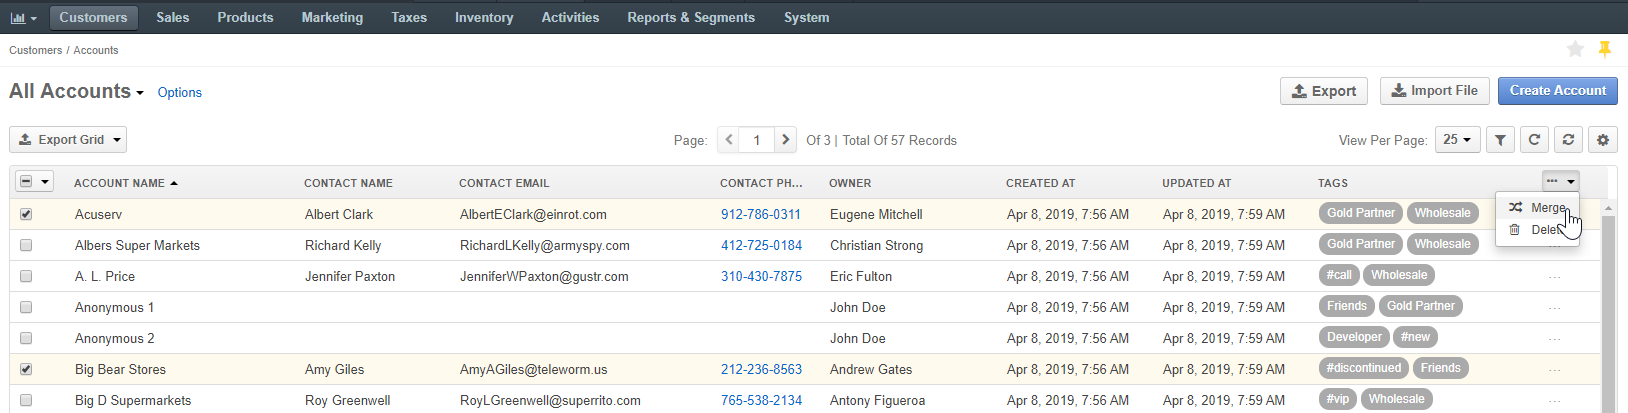 Customers Sales Products Marketing Taxes Inventory Activities Reports & Segments System
Customers / Accounts
All Accounts Options Export Import File Create Account
Export Grid Page: 1 Of 3 | Total Of 57 Records View Per Page: 25
ACCOUNT NAME CONTACT NAME CONTACT EMAIL CONTACT PH... OWNER CREATED AT UPDATED AT TAGS
Acuserv Albert Clark AlbertEClark@einrot.com 912-786-0311 Eugene Mitchell Apr 8, 2019, 7:56 AM Apr 8, 2019, 7:59 AM Gold Partner Wholesale Merge
Albers Super Markets Richard Kelly RichardLKelly@armyspy.com 412-725-0184 Christian Strong Apr 8, 2019, 7:56 AM Apr 8, 2019, 7:59 AM Gold Partner Wholesale
A. L. Price Jennifer Paxton JenniferWPaxton@gustr.com 310-430-7875 Eric Fulton Apr 8, 2019, 7:56 AM Apr 8, 2019, 7:59 AM #call Wholesale ...
Anonymous 1 John Doe Apr 8, 2019, 7:56 AM Apr 8, 2019, 7:59 AM Friends Gold Partner ...
Anonymous 2 John Doe Apr 8, 2019, 7:56 AM Apr 8, 2019, 7:59 AM Developer #new ...
Big Bear Stores Amy Giles AmyAGiles@teleworm.us 212-236-8563 Andrew Gates Apr 8, 2019, 7:56 AM Apr 8, 2019, 7:59 AM #discontinued Friends ...
Big D Supermarkets Roy Greenwell RoyLGreenwell@superrito.com 765-538-2134 Antony Figueroa Apr 8, 2019, 7:56 AM Apr 8, 2019, 7:59 AM #vip Wholesale ...